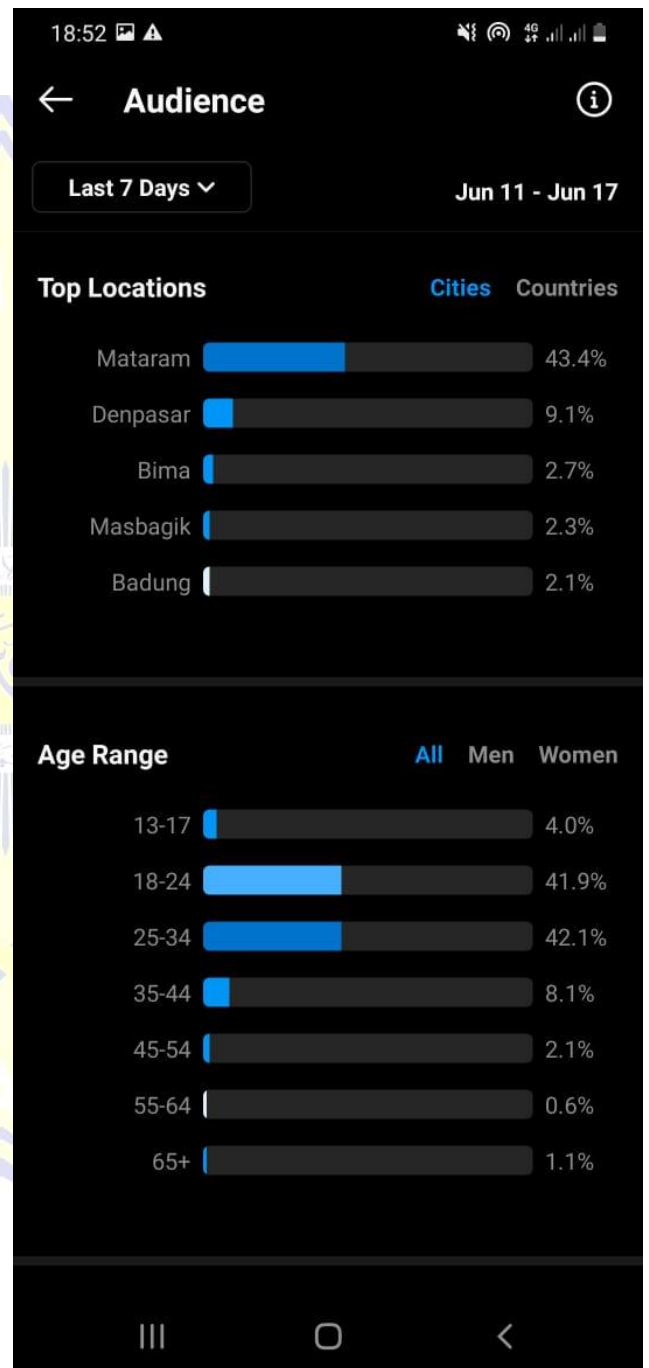 18:52
4G
Audience
Last 7 Days
Jun 11 - Jun 17
Top Locations Cities Countries
Mataram 43.4%
Denpasar 9.1%
Bima 2.7%
Masbagik 2.3%
Badung 2.1%
Age Range All Men Women
13-17 4.0%
18-24 41.9%
25-34 42.1%
35-44 8.1%
45-54 2.1%
55-64 0.6%
65+ 1.1%